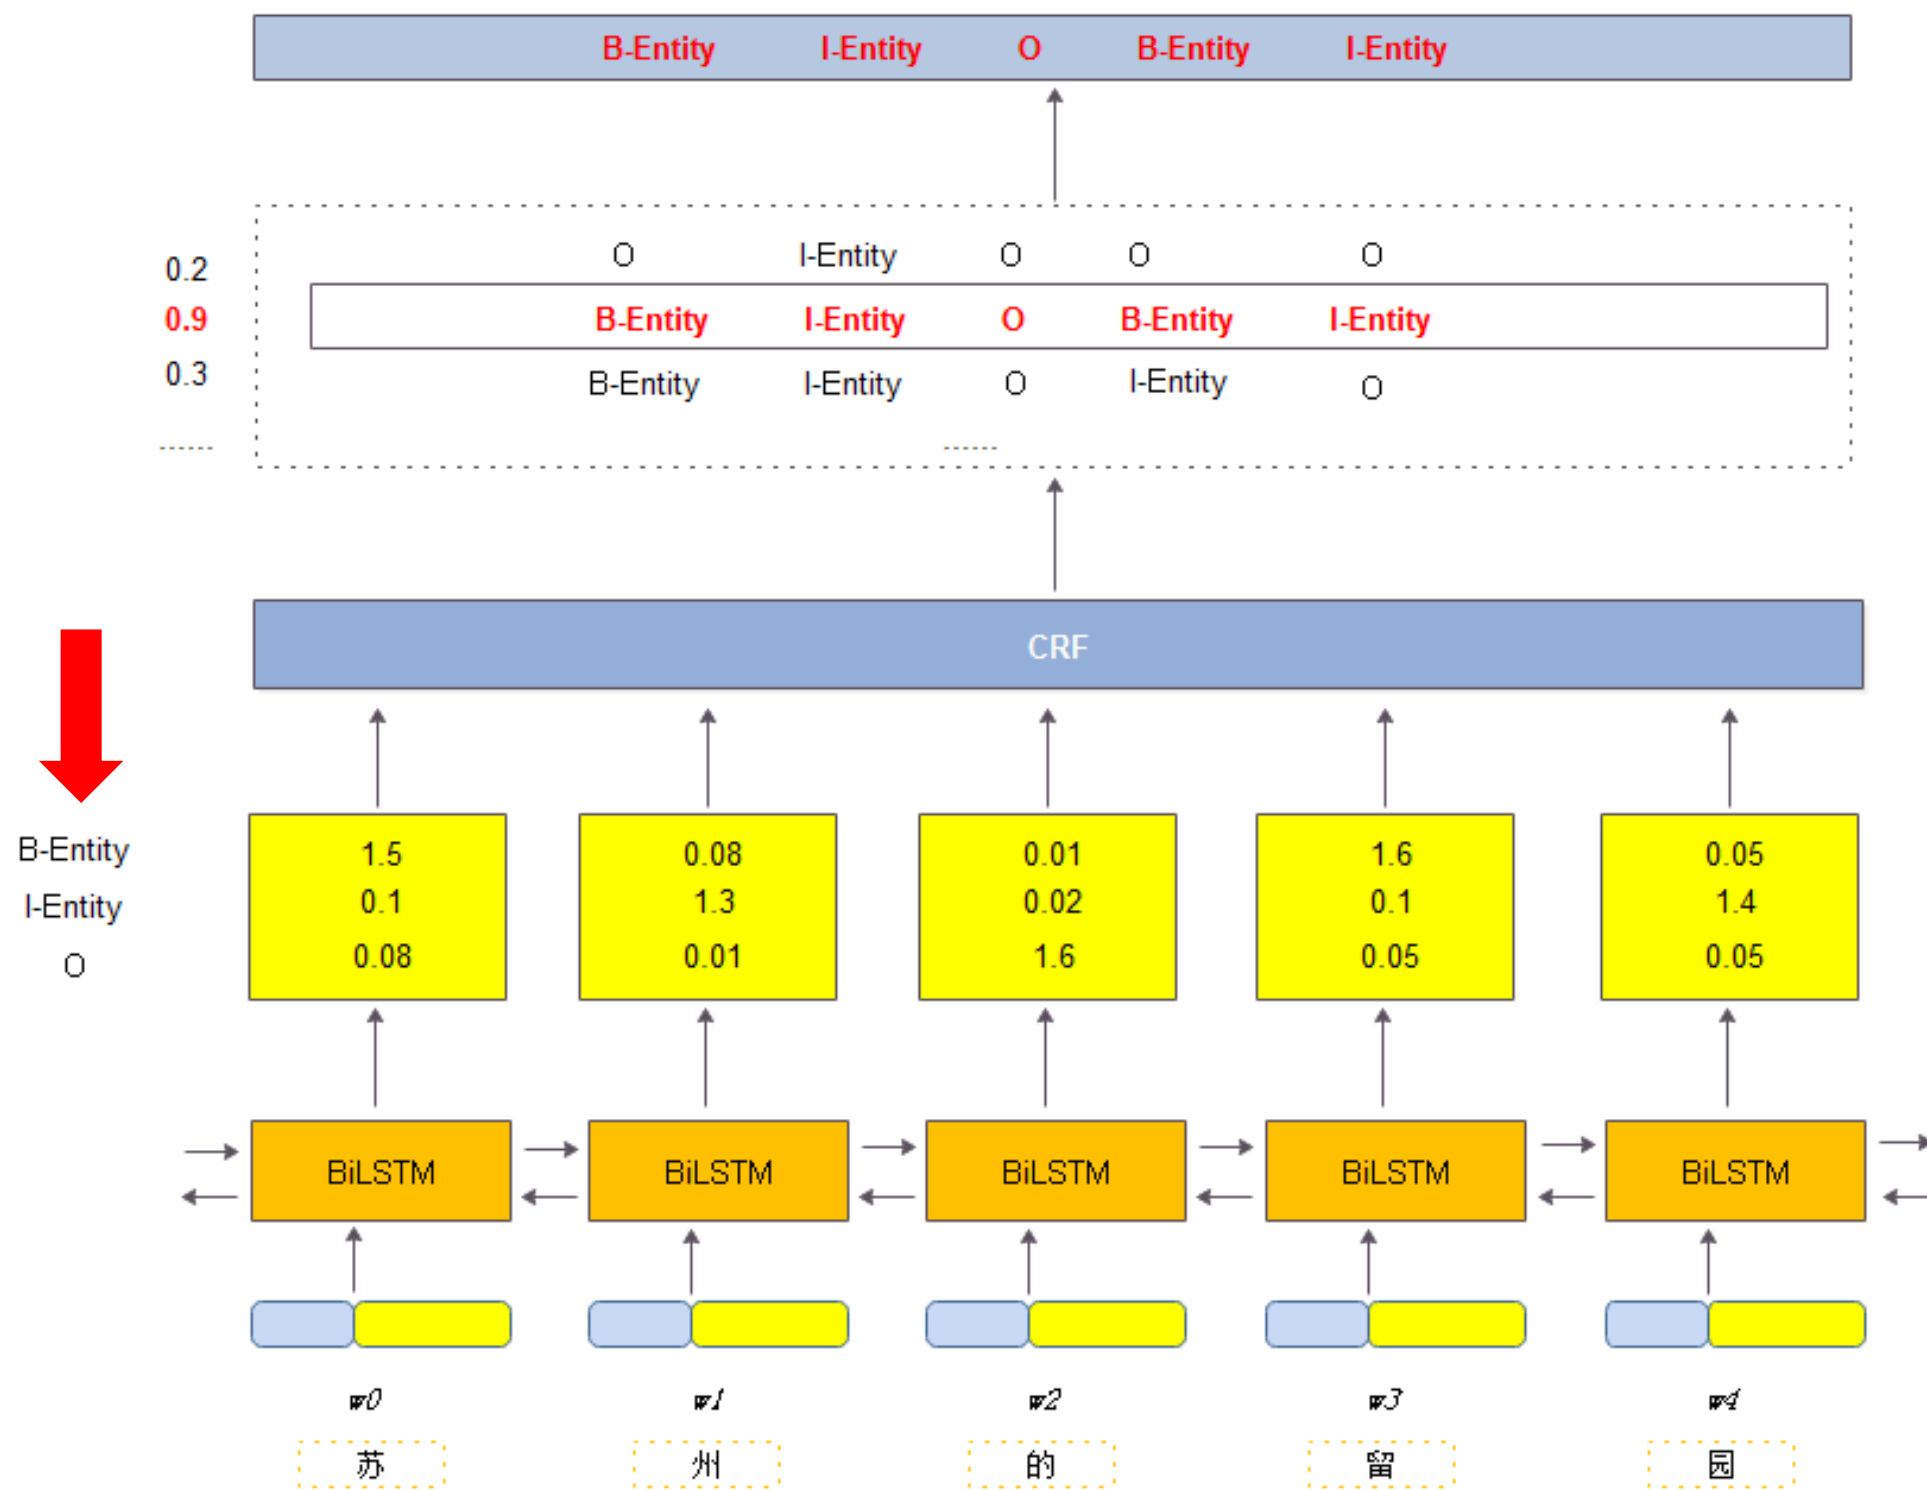 B-Entity I-Entity O B-Entity I-Entity
0.2 O I-Entity O O O
0.9 B-Entity I-Entity O B-Entity I-Entity
0.3 B-Entity I-Entity O I-Entity O
...... ......
CRF
B-Entity 1.5 0.08 0.01 1.6 0.05
I-Entity 0.1 1.3 0.02 0.1 1.4
O 0.08 0.01 1.6 0.05 0.05
BiLSTM BiLSTM BiLSTM BiLSTM BiLSTM
w0 w1 w2 w3 w4
苏 州 的 留 园